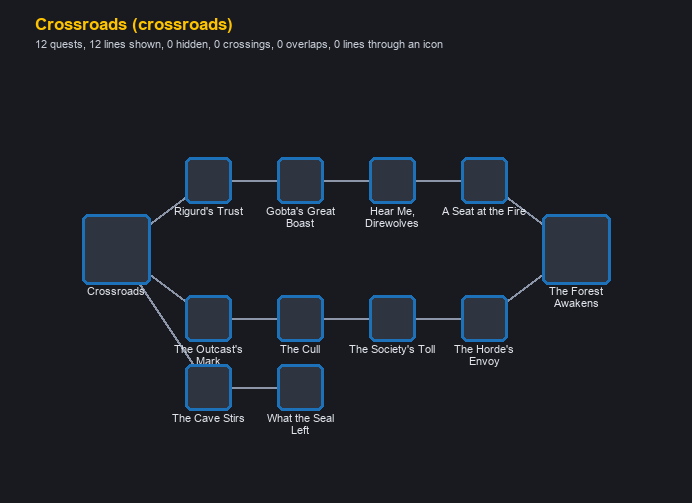 Crossroads (crossroads)
12 quests, 12 lines shown, 0 hidden, 0 crossings, 0 overlaps, 0 lines through an icon
Rigurd's Trust
Gobta's Great
Boast
Hear Me,
Direwolves
A Seat at the Fire
Crossroads
The Forest
Awakens
The Outcast's
Mark
The Cull
The Society's Toll
The Horde's
Envoy
The Cave Stirs
What the Seal
Left